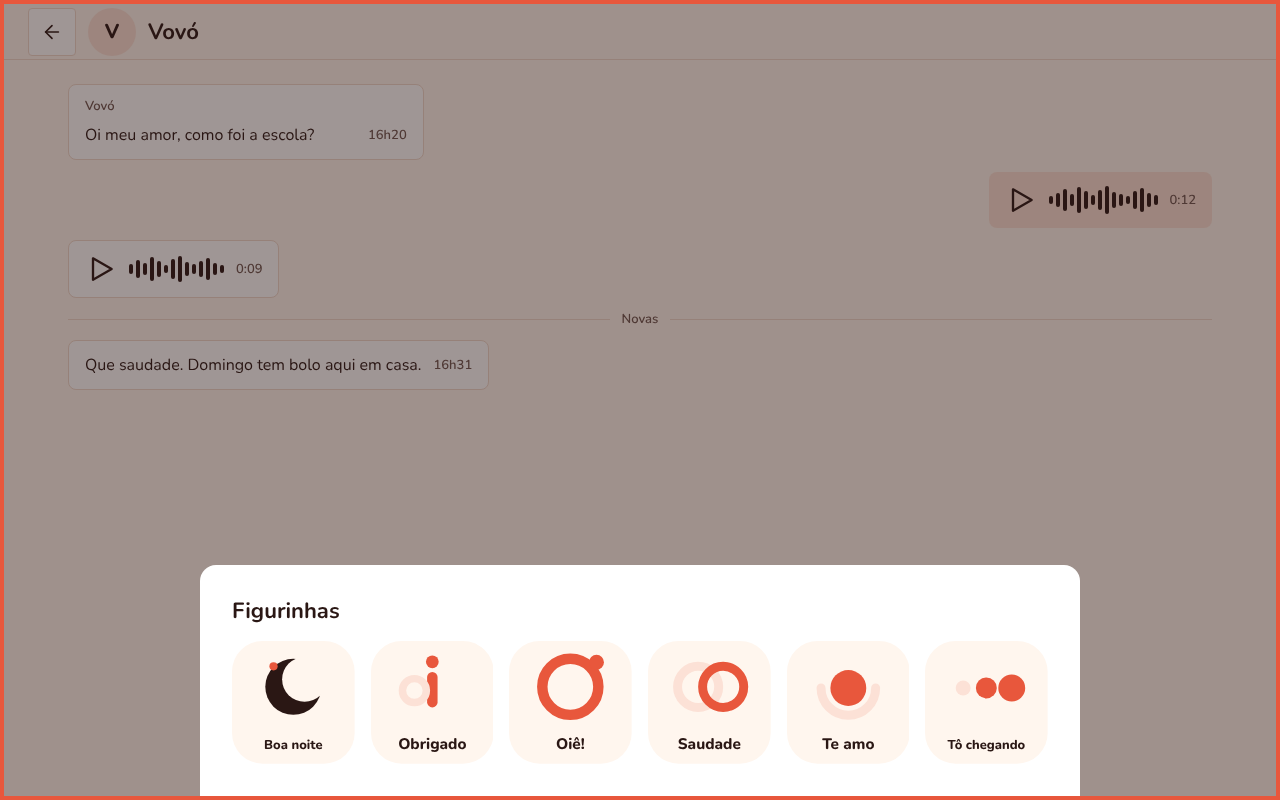 V
Vovó
Vovó
Oi meu amor, como foi a escola?
16h20
0:12
0:09
Novas
Que saudade. Domingo tem bolo aqui em casa.
16h31
Figurinhas
Boa noite
Obrigado
Oiê!
Saudade
Te amo
Tô chegando